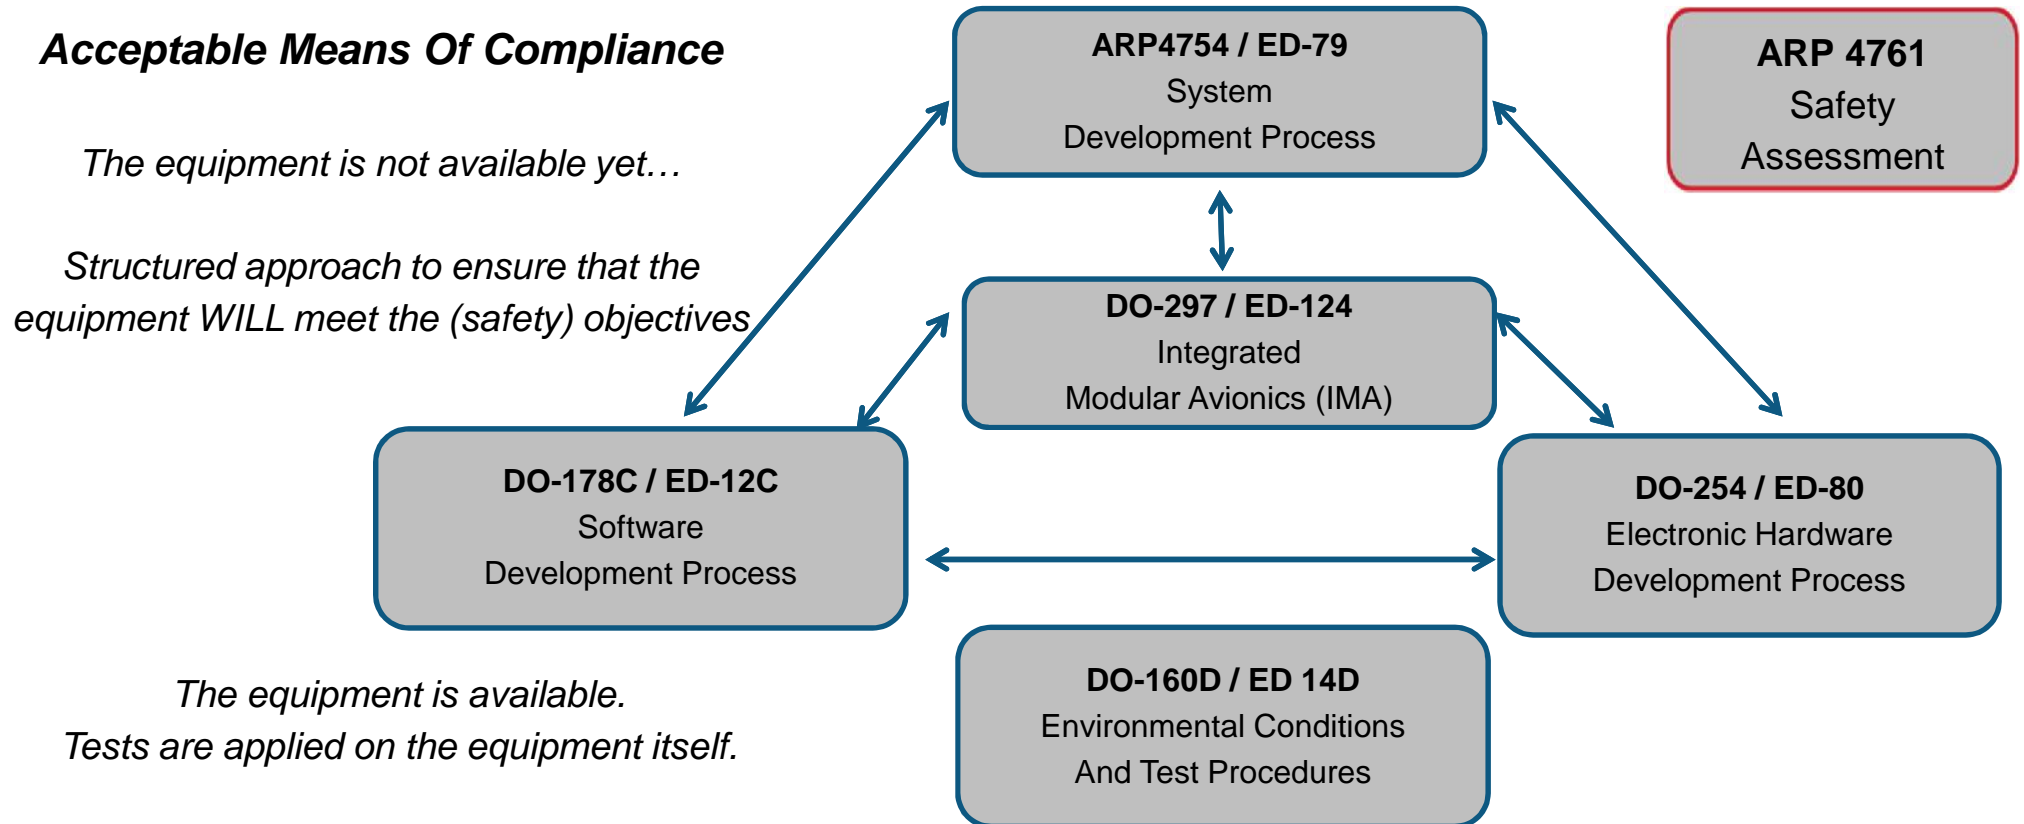 Acceptable Means Of Compliance
The equipment is not available yet…
Structured approach to ensure that the
equipment WILL meet the (safety) objectives
ARP4754 / ED-79
System
Development Process
ARP 4761
Safety
Assessment
DO-297 / ED-124
Integrated
Modular Avionics (IMA)
DO-178C / ED-12C
Software
Development Process
DO-254 / ED-80
Electronic Hardware
Development Process
The equipment is available.
Tests are applied on the equipment itself.
DO-160D / ED 14D
Environmental Conditions
And Test Procedures